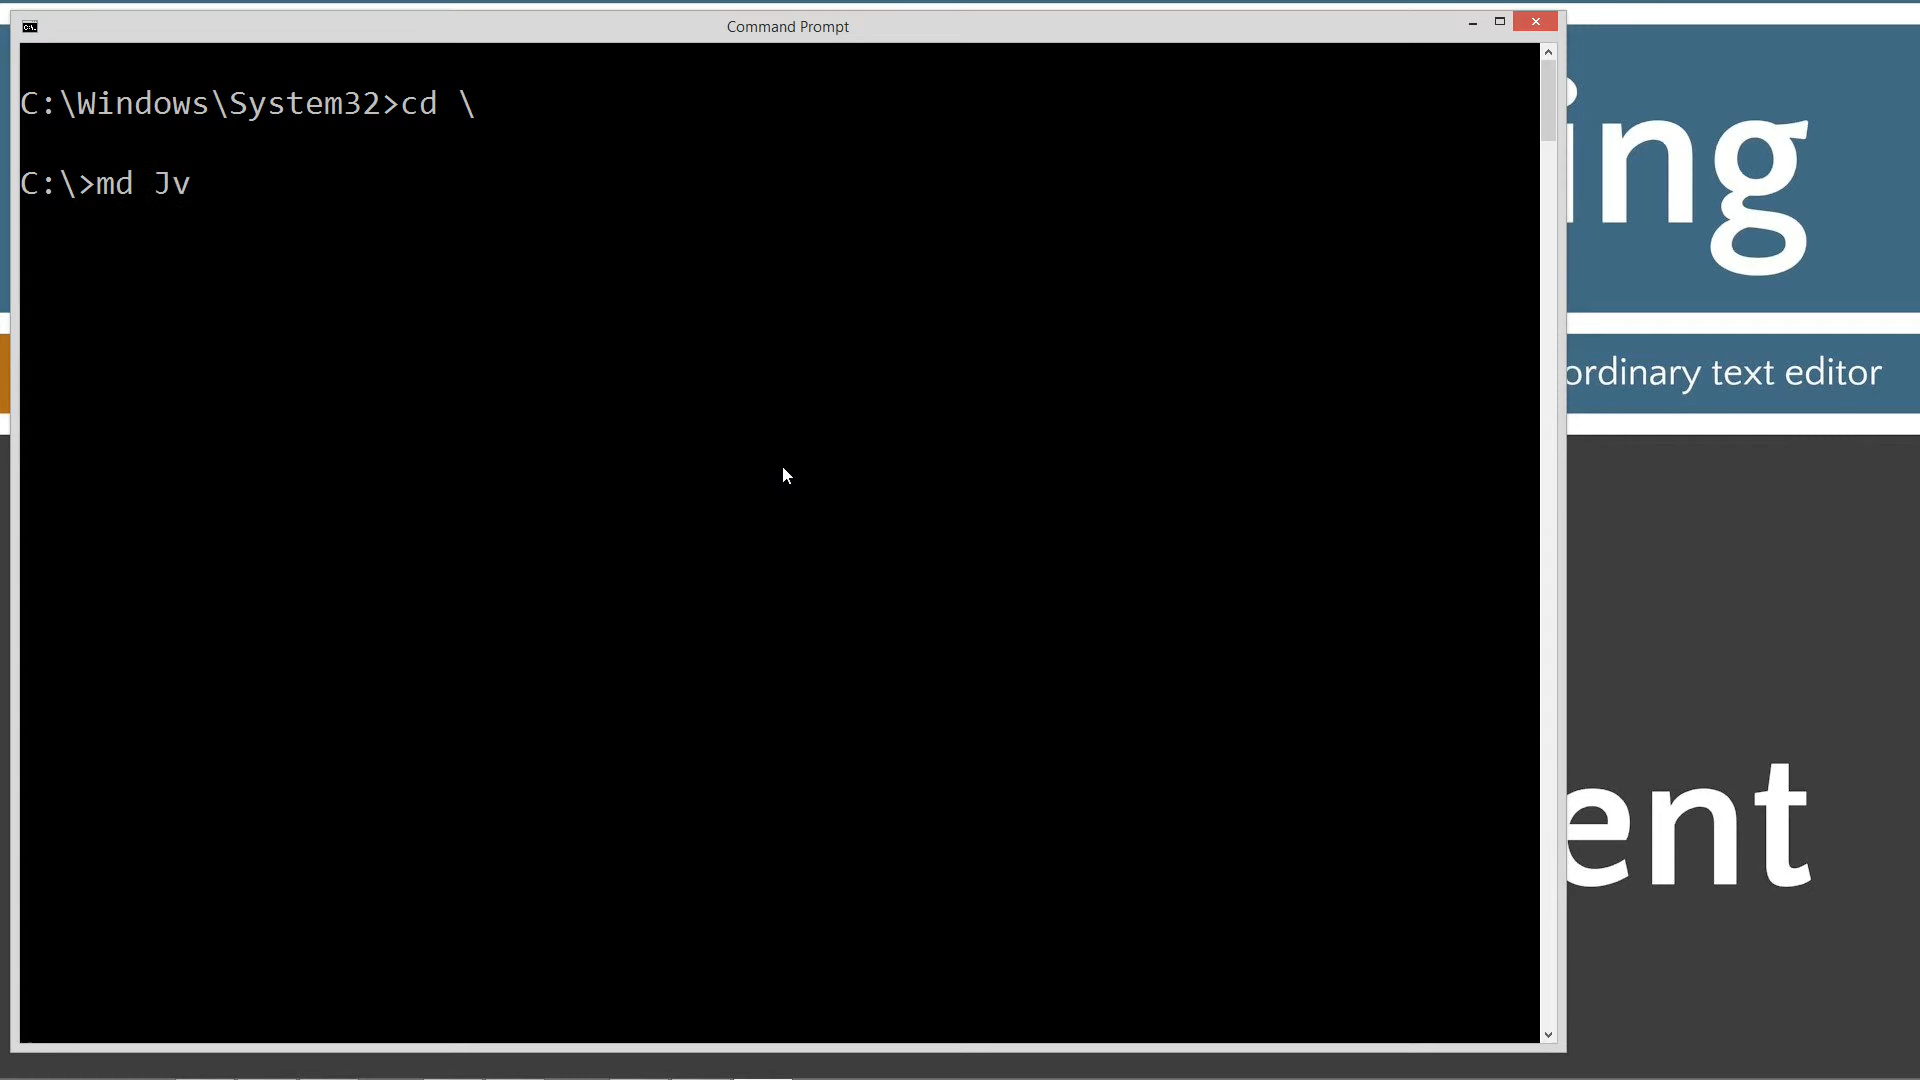 Command Prompt
C:\Windows\System32>cd \
C:\>md Jv
ing
ordinary text editor
ent